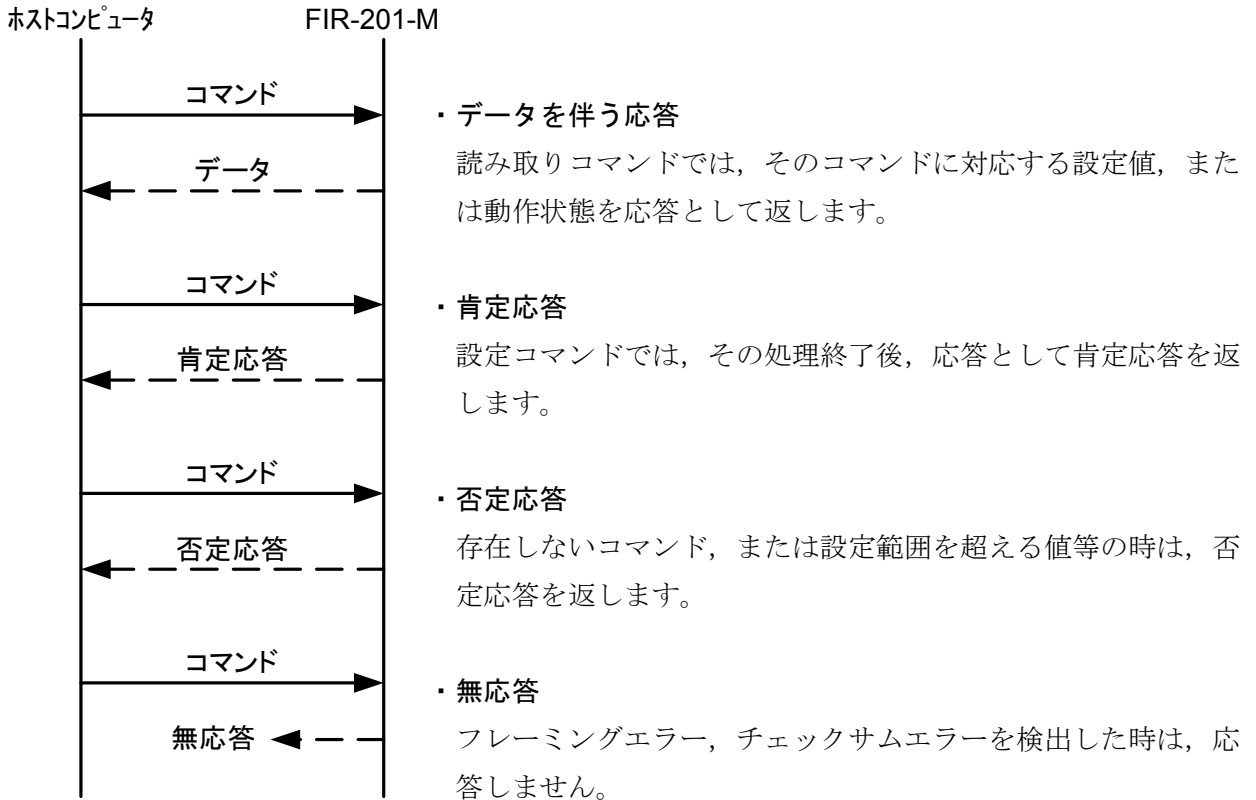 ﾎｽﾄｺﾝﾋﾟｭｰﾀ FIR-201-M
コマンド
データ
・データを伴う応答
読み取りコマンドでは，そのコマンドに対応する設定値，また
は動作状態を応答として返します。
コマンド
肯定応答
・肯定応答
設定コマンドでは，その処理終了後，応答として肯定応答を返
します。
コマンド
否定応答
・否定応答
存在しないコマンド，または設定範囲を超える値等の時は，否
定応答を返します。
コマンド
無応答
・無応答
フレーミングエラー，チェックサムエラーを検出した時は，応
答しません。